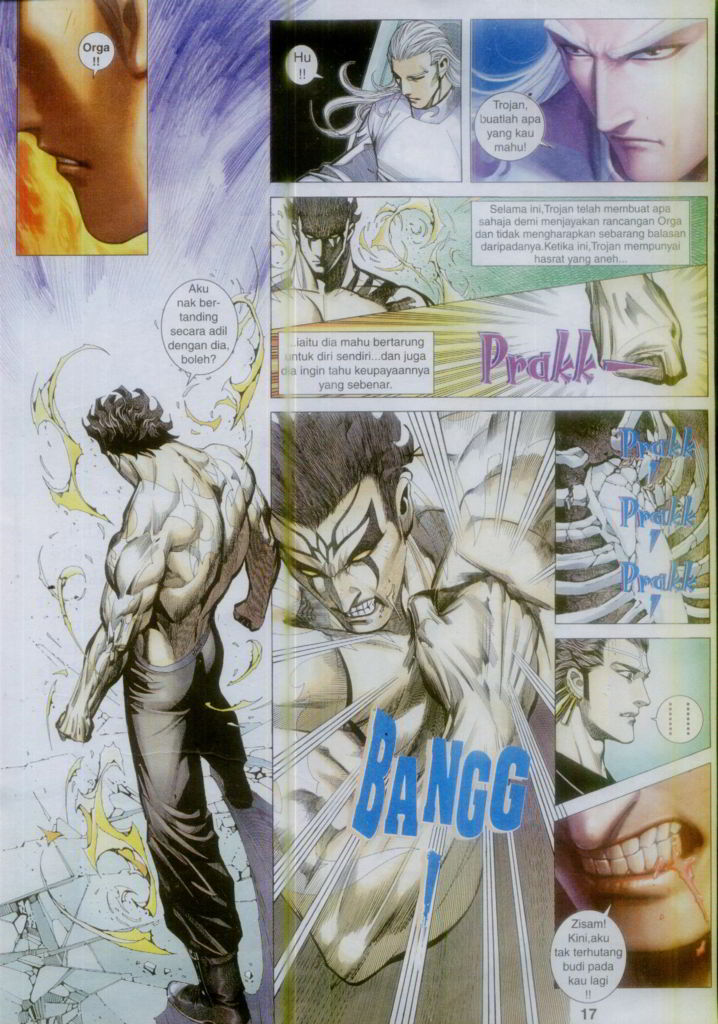 Orga
!!
Hu
!!
Trojan,
buatlah apa
yang kau
mahu!
Aku
nak ber-
tanding
secara adil
dengan dia,
boleh?
Selama ini,Trojan telah membuat apa
sahaja demi menjayakan rancangan Orga
dan tidak mengharapkan sebarang balasan
daripadanya.Ketika ini,Trojan mempunyai
hasrat yang aneh...
...iaitu dia mahu bertarung
untuk diri sendiri...dan juga
dia ingin tahu keupayaannya
yang sebenar.
Prakk
BANGG
!
Prakk
!
Prakk
!
Prakk
!
......
Zisam!
Kini,aku
tak terhutang
budi pada
kau lagi
!!
17